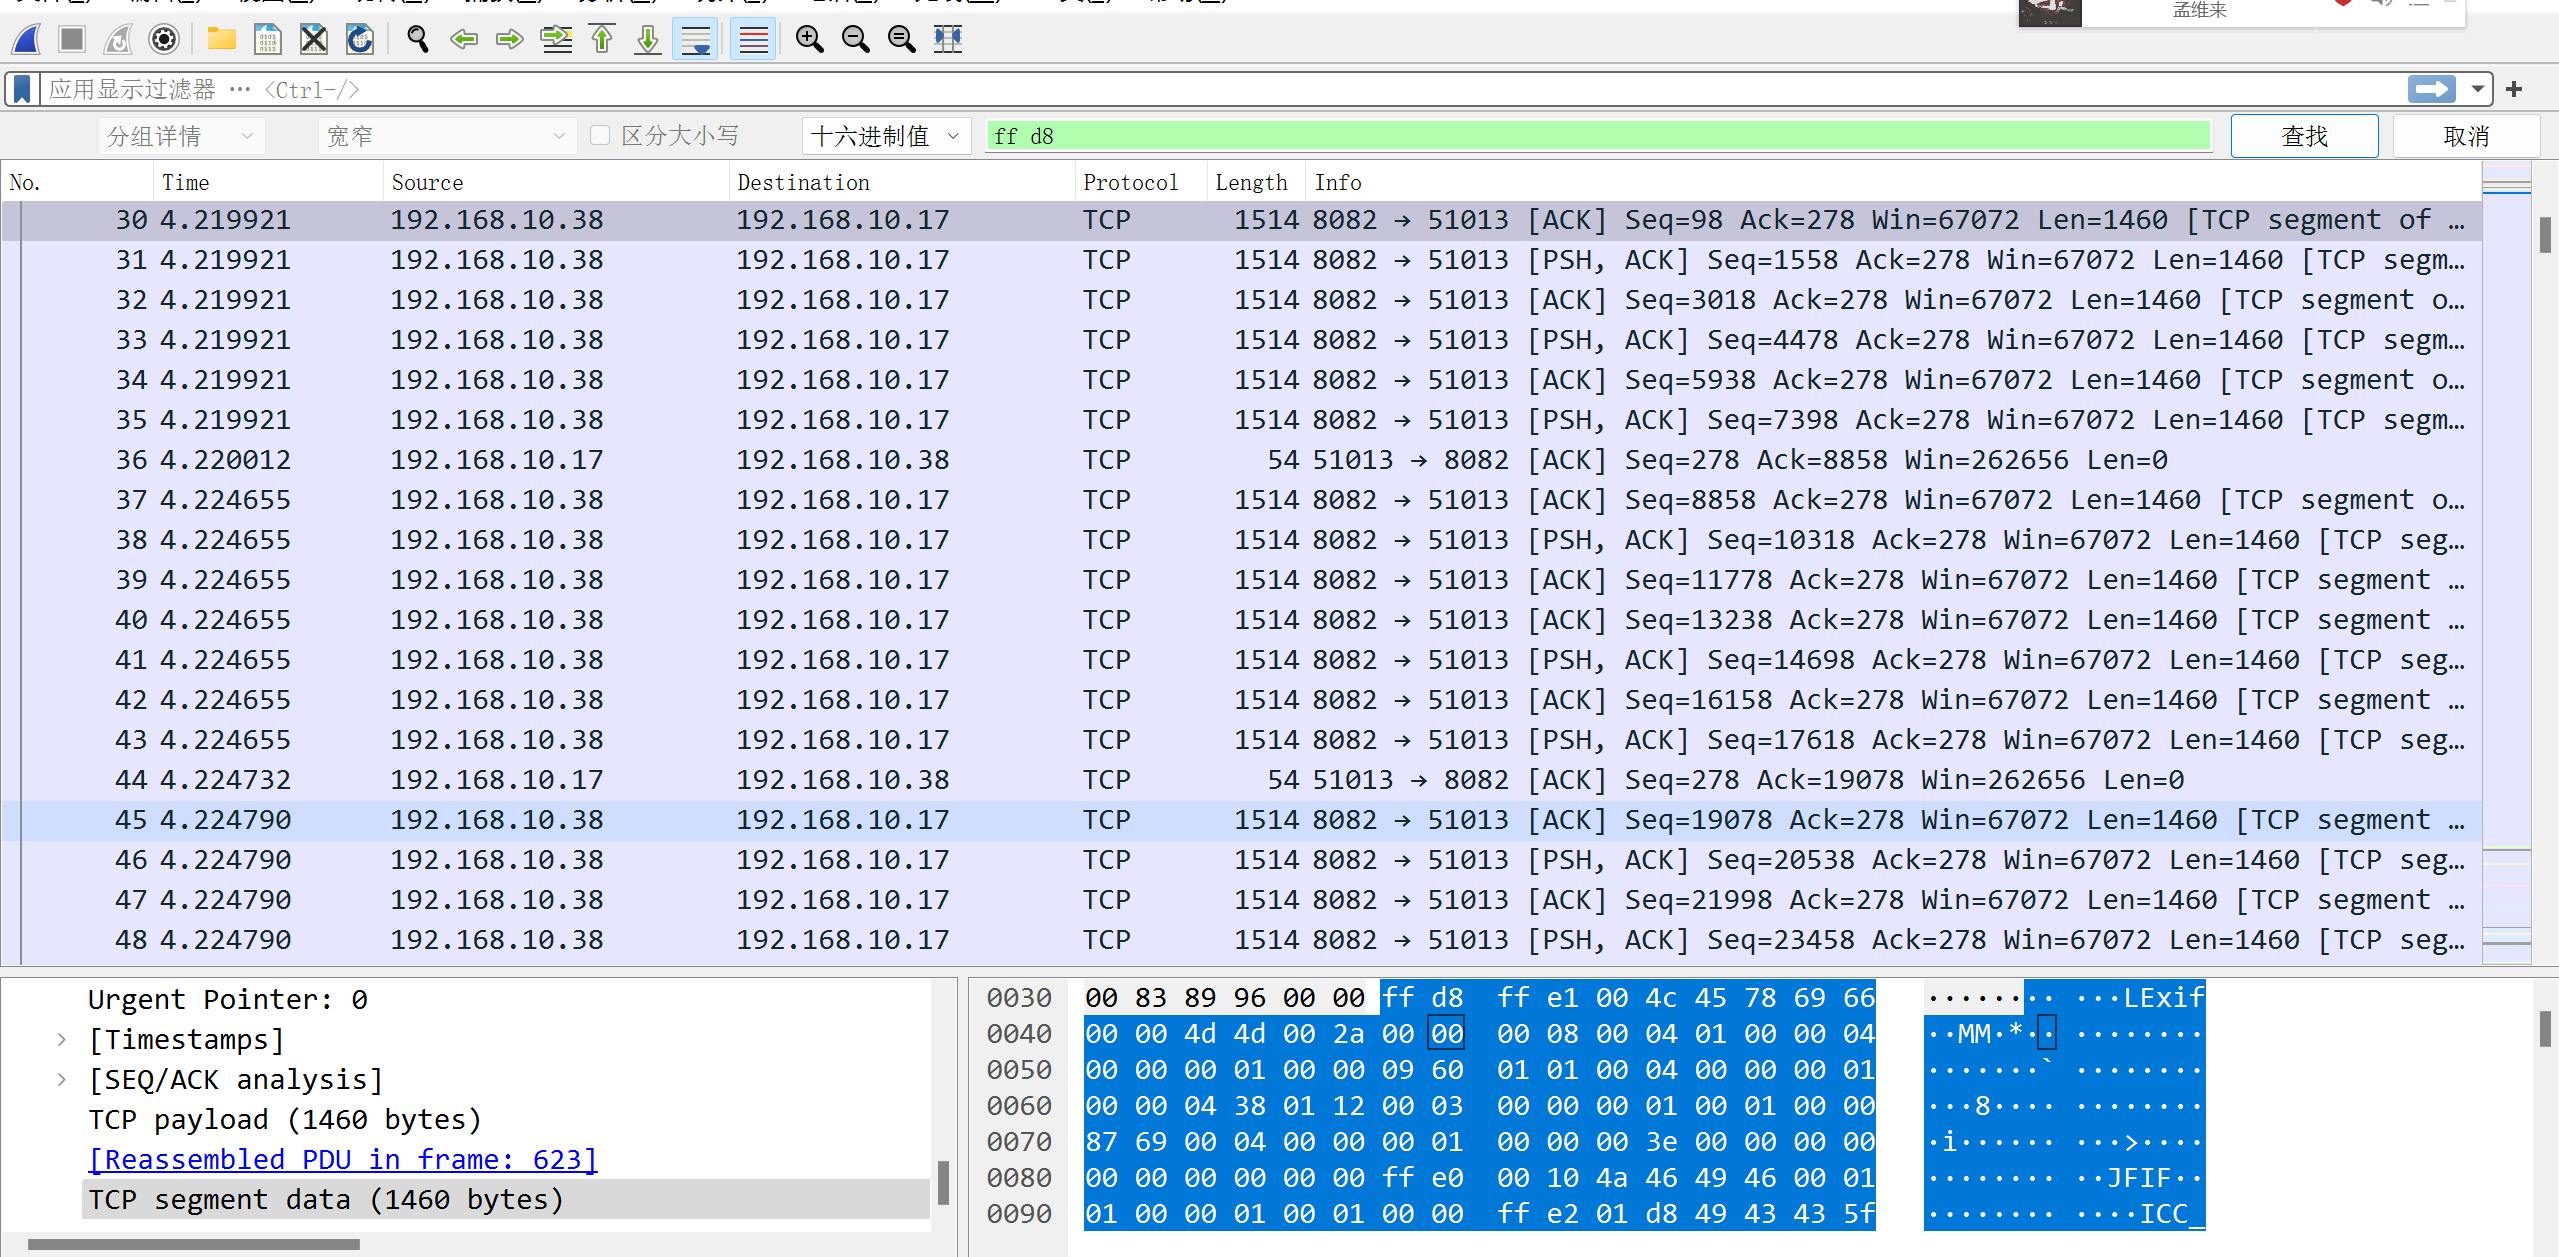 孟维来
应用显示过滤器 … <Ctrl-/>
分组详情 宽窄 区分大小写 十六进制值 ff d8 查找 取消
No. Time Source Destination Protocol Length Info
30 4.219921 192.168.10.38 192.168.10.17 TCP 1514 8082 → 51013 [ACK] Seq=98 Ack=278 Win=67072 Len=1460 [TCP segment of …
31 4.219921 192.168.10.38 192.168.10.17 TCP 1514 8082 → 51013 [PSH, ACK] Seq=1558 Ack=278 Win=67072 Len=1460 [TCP segm…
32 4.219921 192.168.10.38 192.168.10.17 TCP 1514 8082 → 51013 [ACK] Seq=3018 Ack=278 Win=67072 Len=1460 [TCP segment o…
33 4.219921 192.168.10.38 192.168.10.17 TCP 1514 8082 → 51013 [PSH, ACK] Seq=4478 Ack=278 Win=67072 Len=1460 [TCP segm…
34 4.219921 192.168.10.38 192.168.10.17 TCP 1514 8082 → 51013 [ACK] Seq=5938 Ack=278 Win=67072 Len=1460 [TCP segment o…
35 4.219921 192.168.10.38 192.168.10.17 TCP 1514 8082 → 51013 [PSH, ACK] Seq=7398 Ack=278 Win=67072 Len=1460 [TCP segm…
36 4.220012 192.168.10.17 192.168.10.38 TCP 54 51013 → 8082 [ACK] Seq=278 Ack=8858 Win=262656 Len=0
37 4.224655 192.168.10.38 192.168.10.17 TCP 1514 8082 → 51013 [ACK] Seq=8858 Ack=278 Win=67072 Len=1460 [TCP segment o…
38 4.224655 192.168.10.38 192.168.10.17 TCP 1514 8082 → 51013 [PSH, ACK] Seq=10318 Ack=278 Win=67072 Len=1460 [TCP seg…
39 4.224655 192.168.10.38 192.168.10.17 TCP 1514 8082 → 51013 [ACK] Seq=11778 Ack=278 Win=67072 Len=1460 [TCP segment …
40 4.224655 192.168.10.38 192.168.10.17 TCP 1514 8082 → 51013 [ACK] Seq=13238 Ack=278 Win=67072 Len=1460 [TCP segment …
41 4.224655 192.168.10.38 192.168.10.17 TCP 1514 8082 → 51013 [PSH, ACK] Seq=14698 Ack=278 Win=67072 Len=1460 [TCP seg…
42 4.224655 192.168.10.38 192.168.10.17 TCP 1514 8082 → 51013 [ACK] Seq=16158 Ack=278 Win=67072 Len=1460 [TCP segment …
43 4.224655 192.168.10.38 192.168.10.17 TCP 1514 8082 → 51013 [PSH, ACK] Seq=17618 Ack=278 Win=67072 Len=1460 [TCP seg…
44 4.224732 192.168.10.17 192.168.10.38 TCP 54 51013 → 8082 [ACK] Seq=278 Ack=19078 Win=262656 Len=0
45 4.224790 192.168.10.38 192.168.10.17 TCP 1514 8082 → 51013 [ACK] Seq=19078 Ack=278 Win=67072 Len=1460 [TCP segment …
46 4.224790 192.168.10.38 192.168.10.17 TCP 1514 8082 → 51013 [PSH, ACK] Seq=20538 Ack=278 Win=67072 Len=1460 [TCP seg…
47 4.224790 192.168.10.38 192.168.10.17 TCP 1514 8082 → 51013 [ACK] Seq=21998 Ack=278 Win=67072 Len=1460 [TCP segment …
48 4.224790 192.168.10.38 192.168.10.17 TCP 1514 8082 → 51013 [PSH, ACK] Seq=23458 Ack=278 Win=67072 Len=1460 [TCP seg…
Urgent Pointer: 0
[Timestamps]
[SEQ/ACK analysis]
TCP payload (1460 bytes)
[Reassembled PDU in frame: 623]
TCP segment data (1460 bytes)
0030 00 83 89 96 00 00 ff d8 ff e1 00 4c 45 78 69 66 ········ ···LExif
0040 00 00 4d 4d 00 2a 00 00 00 08 00 04 01 00 00 04 ··MM·*·· ········
0050 00 00 00 01 00 00 09 60 01 01 00 04 00 00 00 01 ·······` ········
0060 00 00 04 38 01 12 00 03 00 00 00 01 00 01 00 00 ···8···· ········
0070 87 69 00 04 00 00 00 01 00 00 00 3e 00 00 00 00 ·i······ ···>····
0080 00 00 00 00 00 00 ff e0 00 10 4a 46 49 46 00 01 ········ ··JFIF··
0090 01 00 00 01 00 01 00 00 ff e2 01 d8 49 43 43 5f ········ ····ICC_